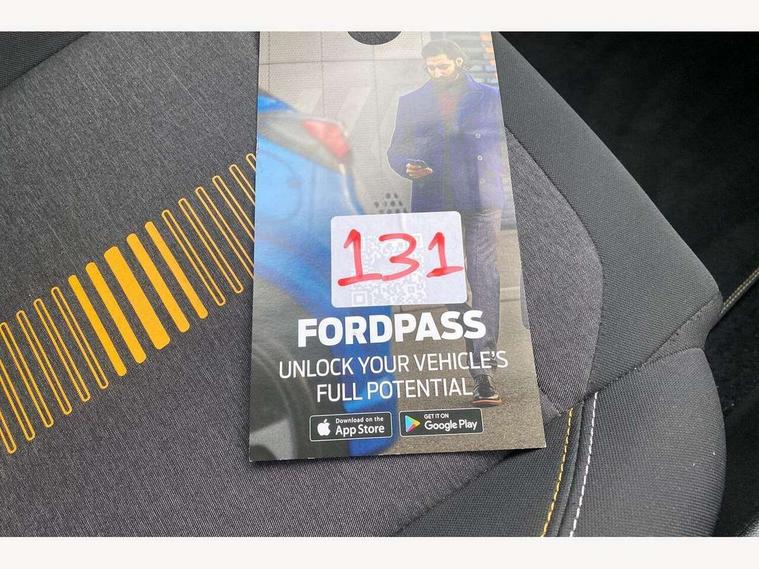 131
FORDPASS
UNLOCK YOUR VEHICLE'S
FULL POTENTIAL
Download on the
App Store
GET IT ON
Google Play